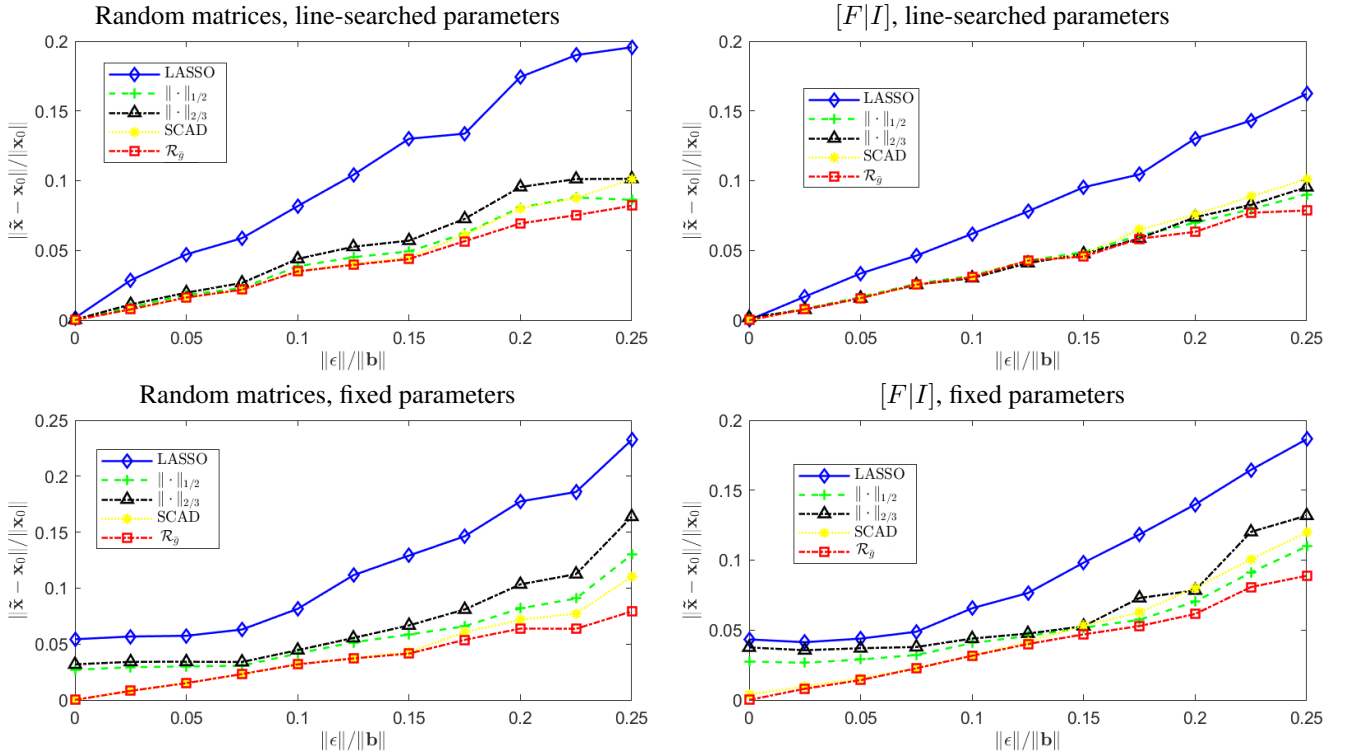 Random matrices, line-searched parameters
0.2
0.15
0.1
0.05
0
‖x̃ − x₀‖/‖x₀‖
LASSO
‖ · ‖₁/₂
‖ · ‖₂/₃
SCAD
ℛ_ḡ
0 0.05 0.1 0.15 0.2 0.25
‖ϵ‖/‖b‖
[F|I], line-searched parameters
0.2
0.15
0.1
0.05
0
‖x̃ − x₀‖/‖x₀‖
LASSO
‖ · ‖₁/₂
‖ · ‖₂/₃
SCAD
ℛ_ḡ
0 0.05 0.1 0.15 0.2 0.25
‖ϵ‖/‖b‖
Random matrices, fixed parameters
0.25
0.2
0.15
0.1
0.05
0
‖x̃ − x₀‖/‖x₀‖
LASSO
‖ · ‖₁/₂
‖ · ‖₂/₃
SCAD
ℛ_ḡ
0 0.05 0.1 0.15 0.2 0.25
‖ϵ‖/‖b‖
[F|I], fixed parameters
0.2
0.15
0.1
0.05
0
‖x̃ − x₀‖/‖x₀‖
LASSO
‖ · ‖₁/₂
‖ · ‖₂/₃
SCAD
ℛ_ḡ
0 0.05 0.1 0.15 0.2 0.25
‖ϵ‖/‖b‖